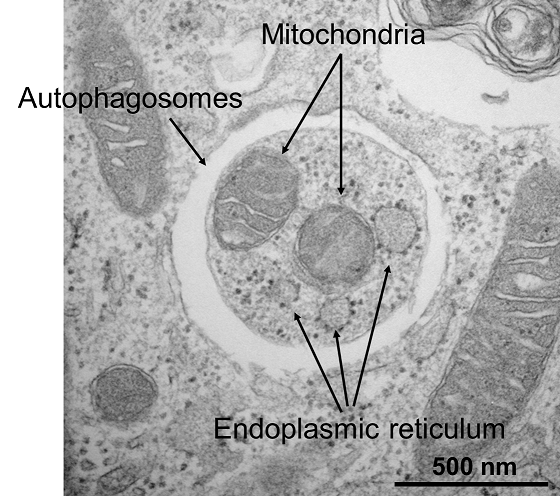 Mitochondria
Autophagosomes
Endoplasmic reticulum
500 nm